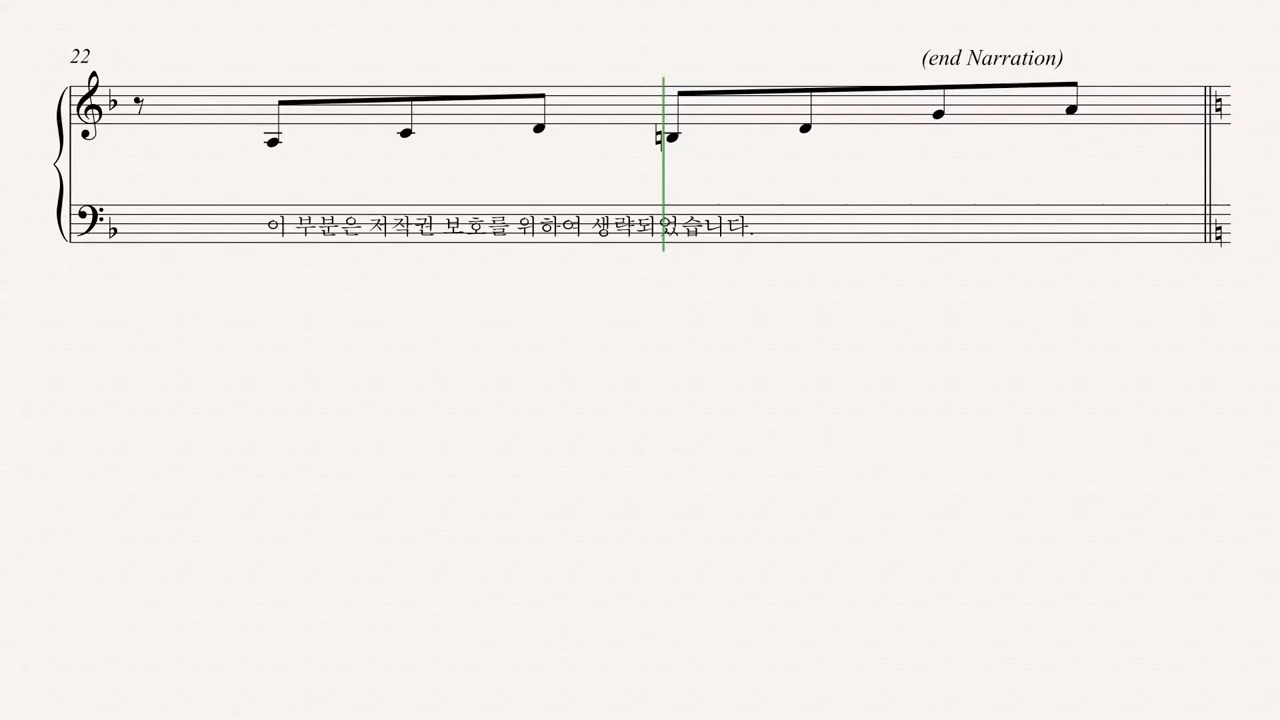 22
(end Narration)
이 부분은 저작권 보호를 위하여 생략되었습니다.